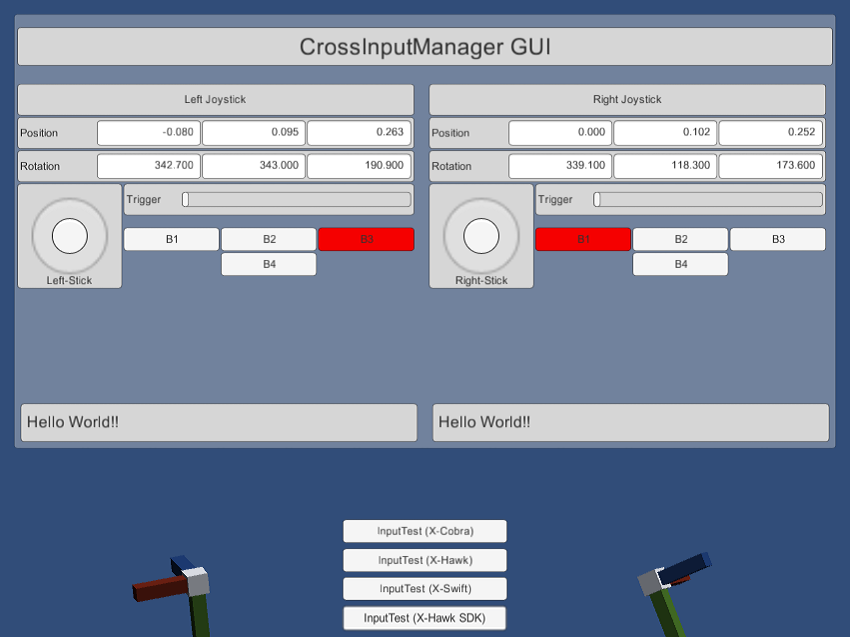 CrossInputManager GUI
Left Joystick
Right Joystick
Position -0.080 0.095 0.263
Position 0.000 0.102 0.252
Rotation 342.700 343.000 190.900
Rotation 339.100 118.300 173.600
Trigger
Trigger
B1 B2 B3
B1 B2 B3
B4
B4
Left-Stick
Right-Stick
Hello World!!
Hello World!!
InputTest (X-Cobra)
InputTest (X-Hawk)
InputTest (X-Swift)
InputTest (X-Hawk SDK)